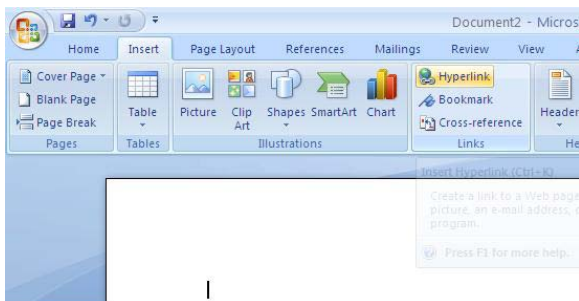 Document2 - Micros
Home Insert Page Layout References Mailings Review View
Cover Page
Blank Page
Page Break
Table
Picture
Clip Art
Shapes
SmartArt
Chart
Hyperlink
Bookmark
Cross-reference
Header
Pages Tables Illustrations Links He
Insert Hyperlink (Ctrl+K)
Create a link to a Web page
picture, an e-mail address,
program.
Press F1 for more help.